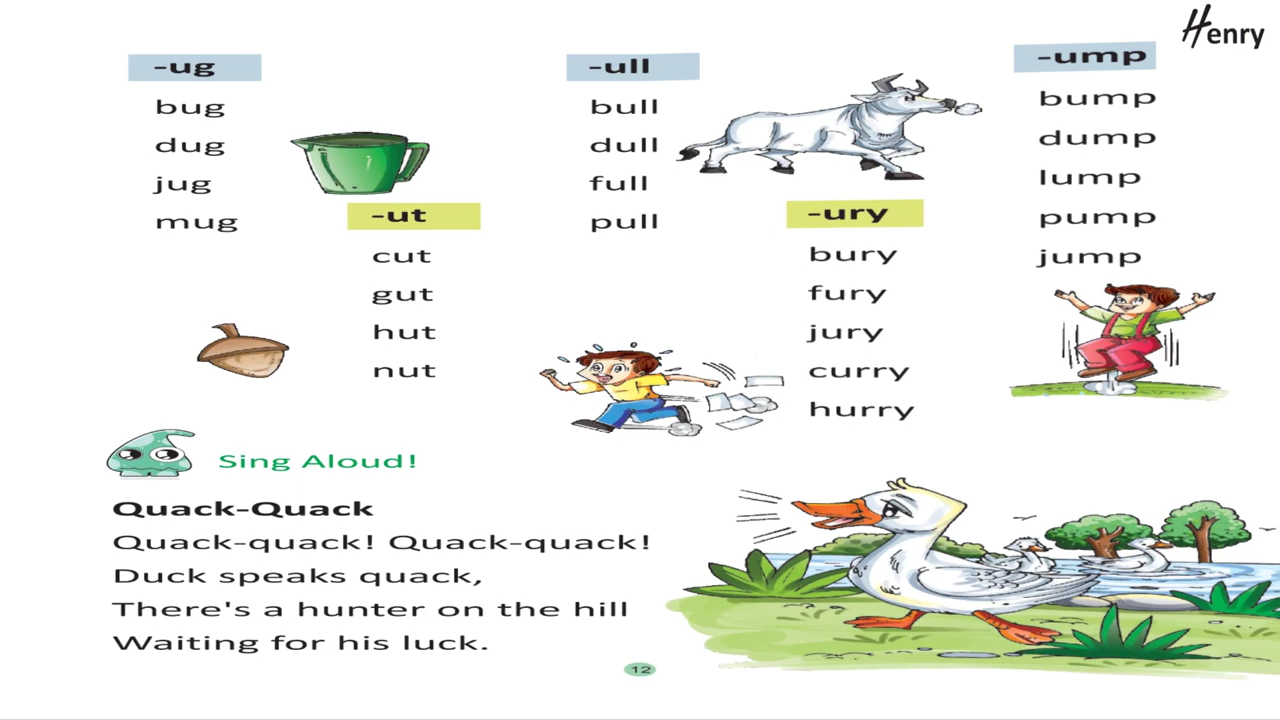 Henry
-ug
bug
dug
jug
mug
-ut
cut
gut
hut
nut
-ull
bull
dull
full
pull
-ury
bury
fury
jury
curry
hurry
-ump
bump
dump
lump
pump
jump
Sing Aloud!
Quack-Quack
Quack-quack! Quack-quack!
Duck speaks quack,
There's a hunter on the hill
Waiting for his luck.
12